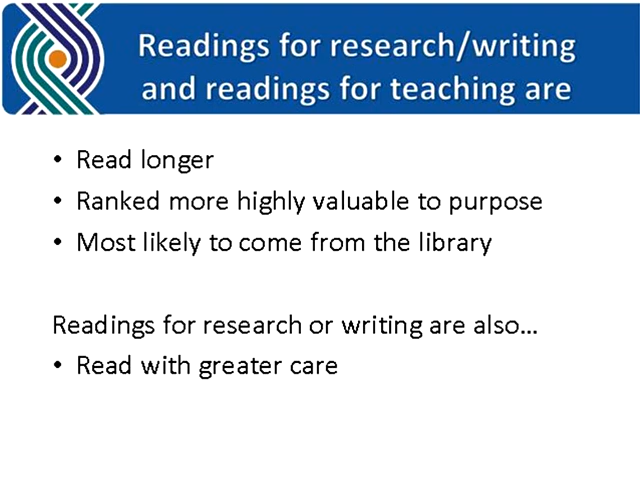 Readings for research/writing
and readings for teaching are
• Read longer
• Ranked more highly valuable to purpose
• Most likely to come from the library
Readings for research or writing are also…
• Read with greater care